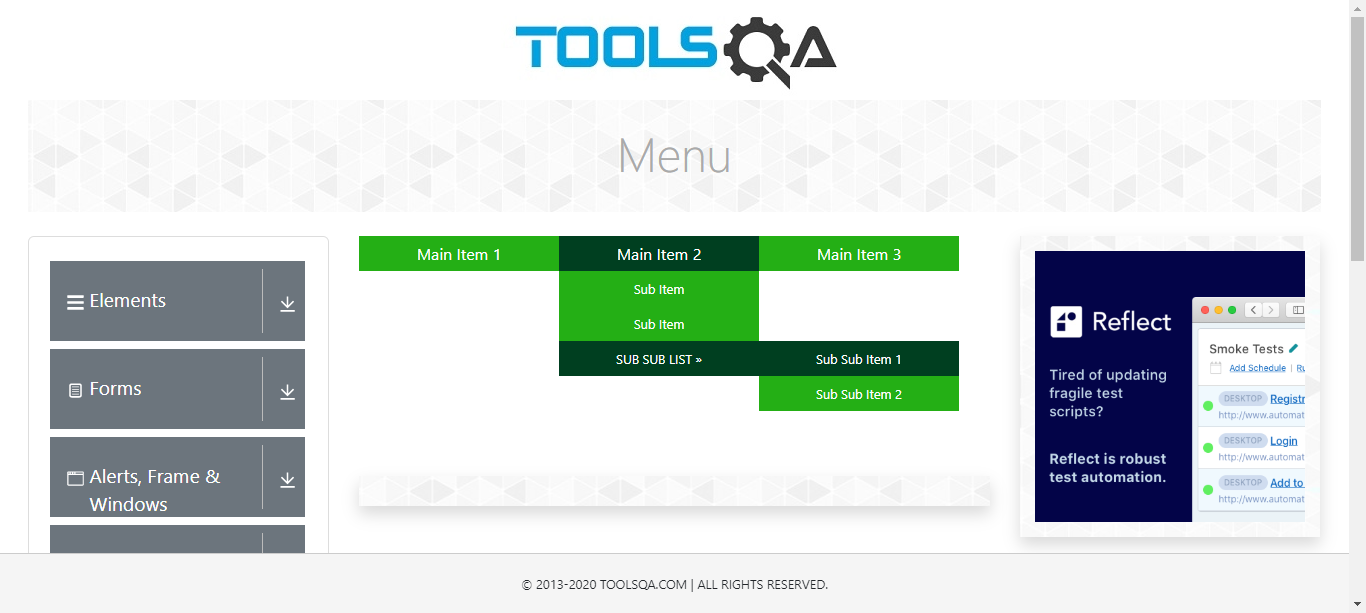 TOOLSQA
Menu
Elements
Forms
Alerts, Frame &
Windows
Main Item 1
Main Item 2
Main Item 3
Sub Item
Sub Item
SUB SUB LIST »
Sub Sub Item 1
Sub Sub Item 2
Reflect
Tired of updating
fragile test
scripts?
Reflect is robust
test automation.
Smoke Tests
Add Schedule | Ru
DESKTOP Registr
http://www.automat
DESKTOP Login
http://www.automat
DESKTOP Add to
http://www.automat
© 2013-2020 TOOLSQA.COM | ALL RIGHTS RESERVED.